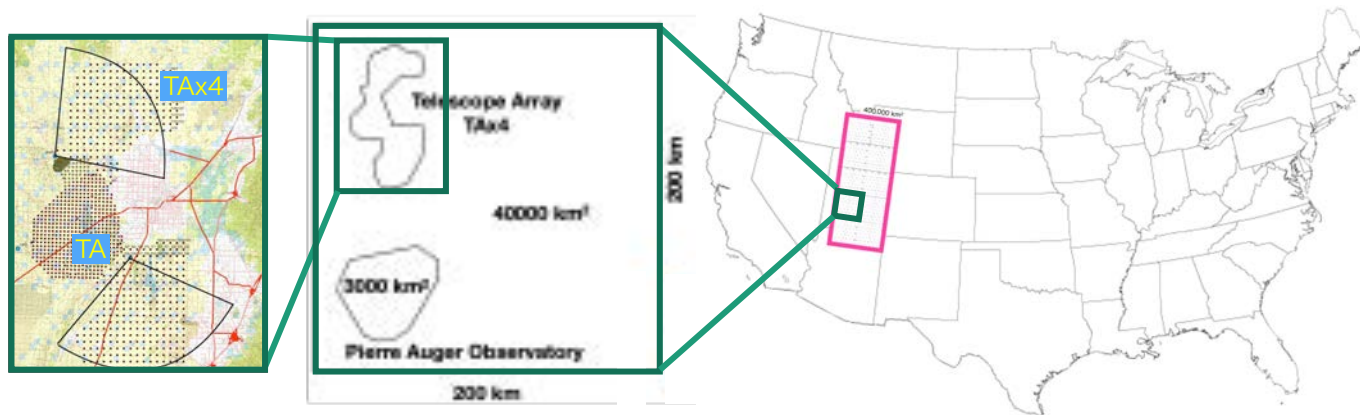 TAx4
TA
Telescope Array
TAx4
40000 km²
3000 km²
Pierre Auger Observatory
200 km
200 km
400,000 km²